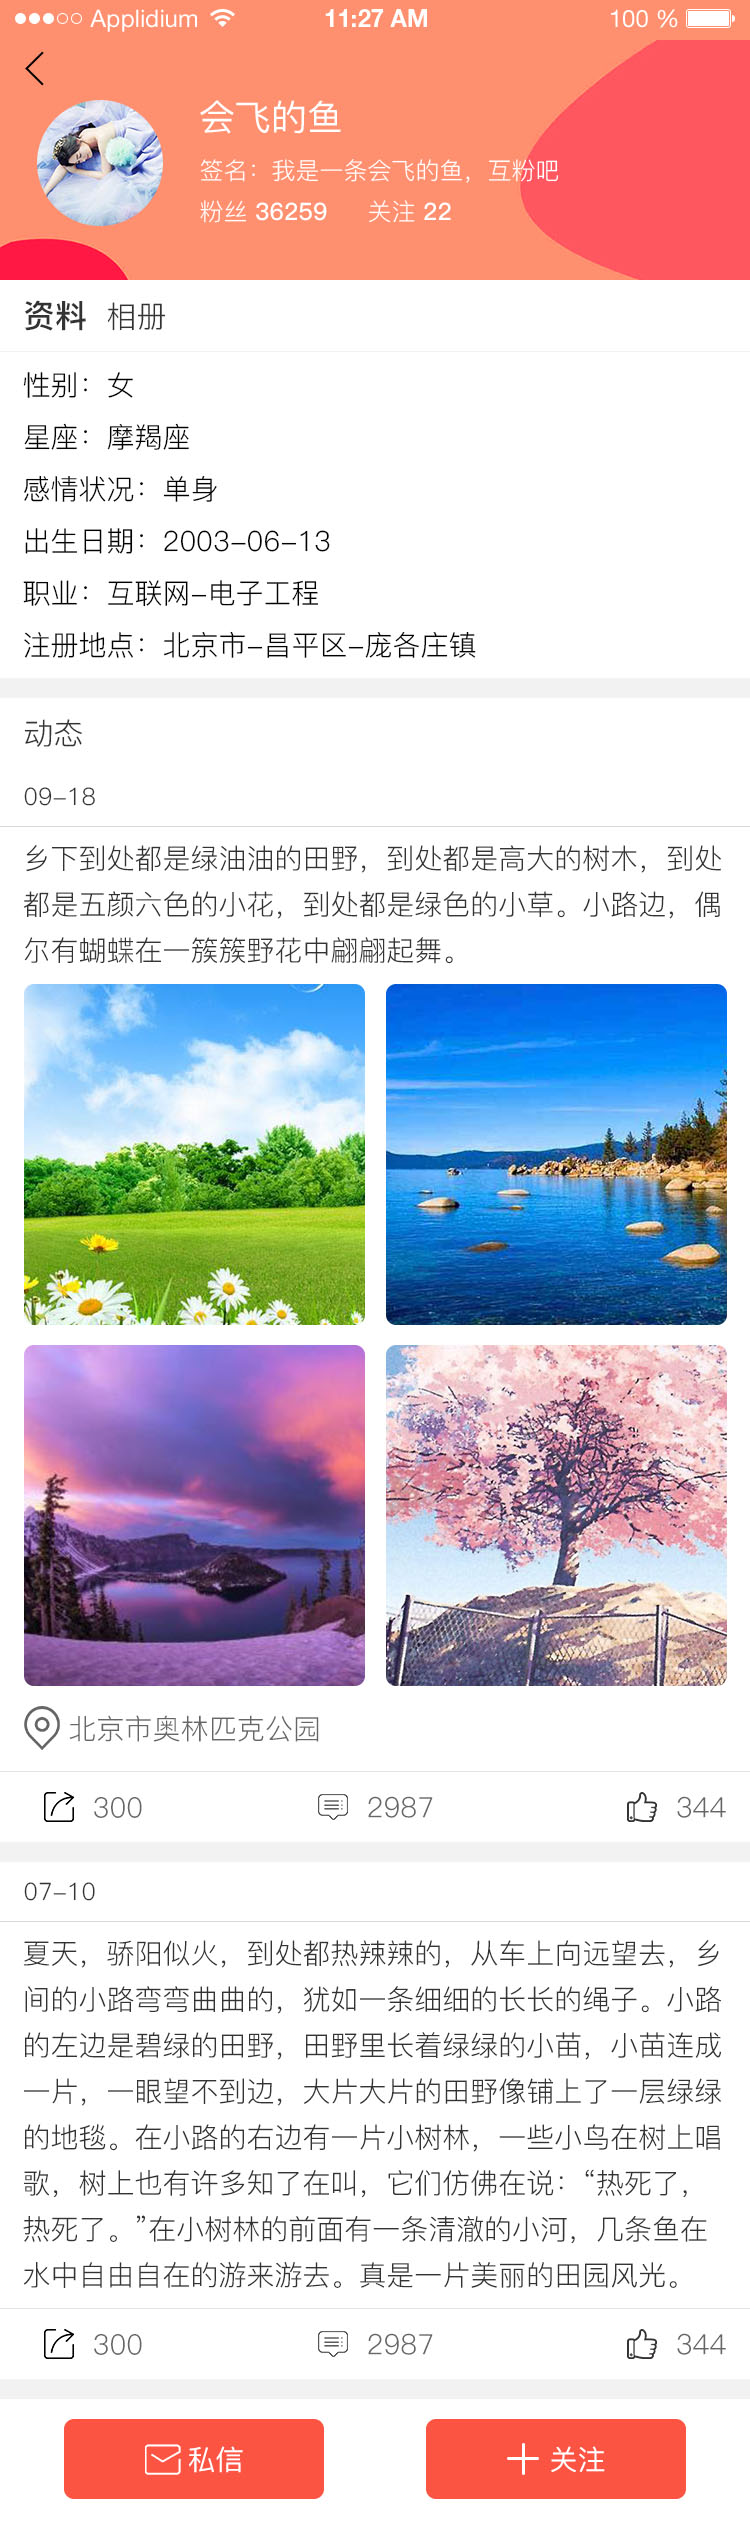 Applidium 11:27 AM 100 %
会飞的鱼
签名：我是一条会飞的鱼，互粉吧
粉丝 36259 关注 22
资料 相册
性别：女
星座：摩羯座
感情状况：单身
出生日期：2003-06-13
职业：互联网-电子工程
注册地点：北京市-昌平区-庞各庄镇
动态
09-18
乡下到处都是绿油油的田野，到处都是高大的树木，到处
都是五颜六色的小花，到处都是绿色的小草。小路边，偶
尔有蝴蝶在一簇簇野花中翩翩起舞。
北京市奥林匹克公园
300 2987 344
07-10
夏天，骄阳似火，到处都热辣辣的，从车上向远望去，乡
间的小路弯弯曲曲的，犹如一条细细的长长的绳子。小路
的左边是碧绿的田野，田野里长着绿绿的小苗，小苗连成
一片，一眼望不到边，大片大片的田野像铺上了一层绿绿
的地毯。在小路的右边有一片小树林，一些小鸟在树上唱
歌，树上也有许多知了在叫，它们仿佛在说：“热死了，
热死了。”在小树林的前面有一条清澈的小河，几条鱼在
水中自由自在的游来游去。真是一片美丽的田园风光。
300 2987 344
私信 关注